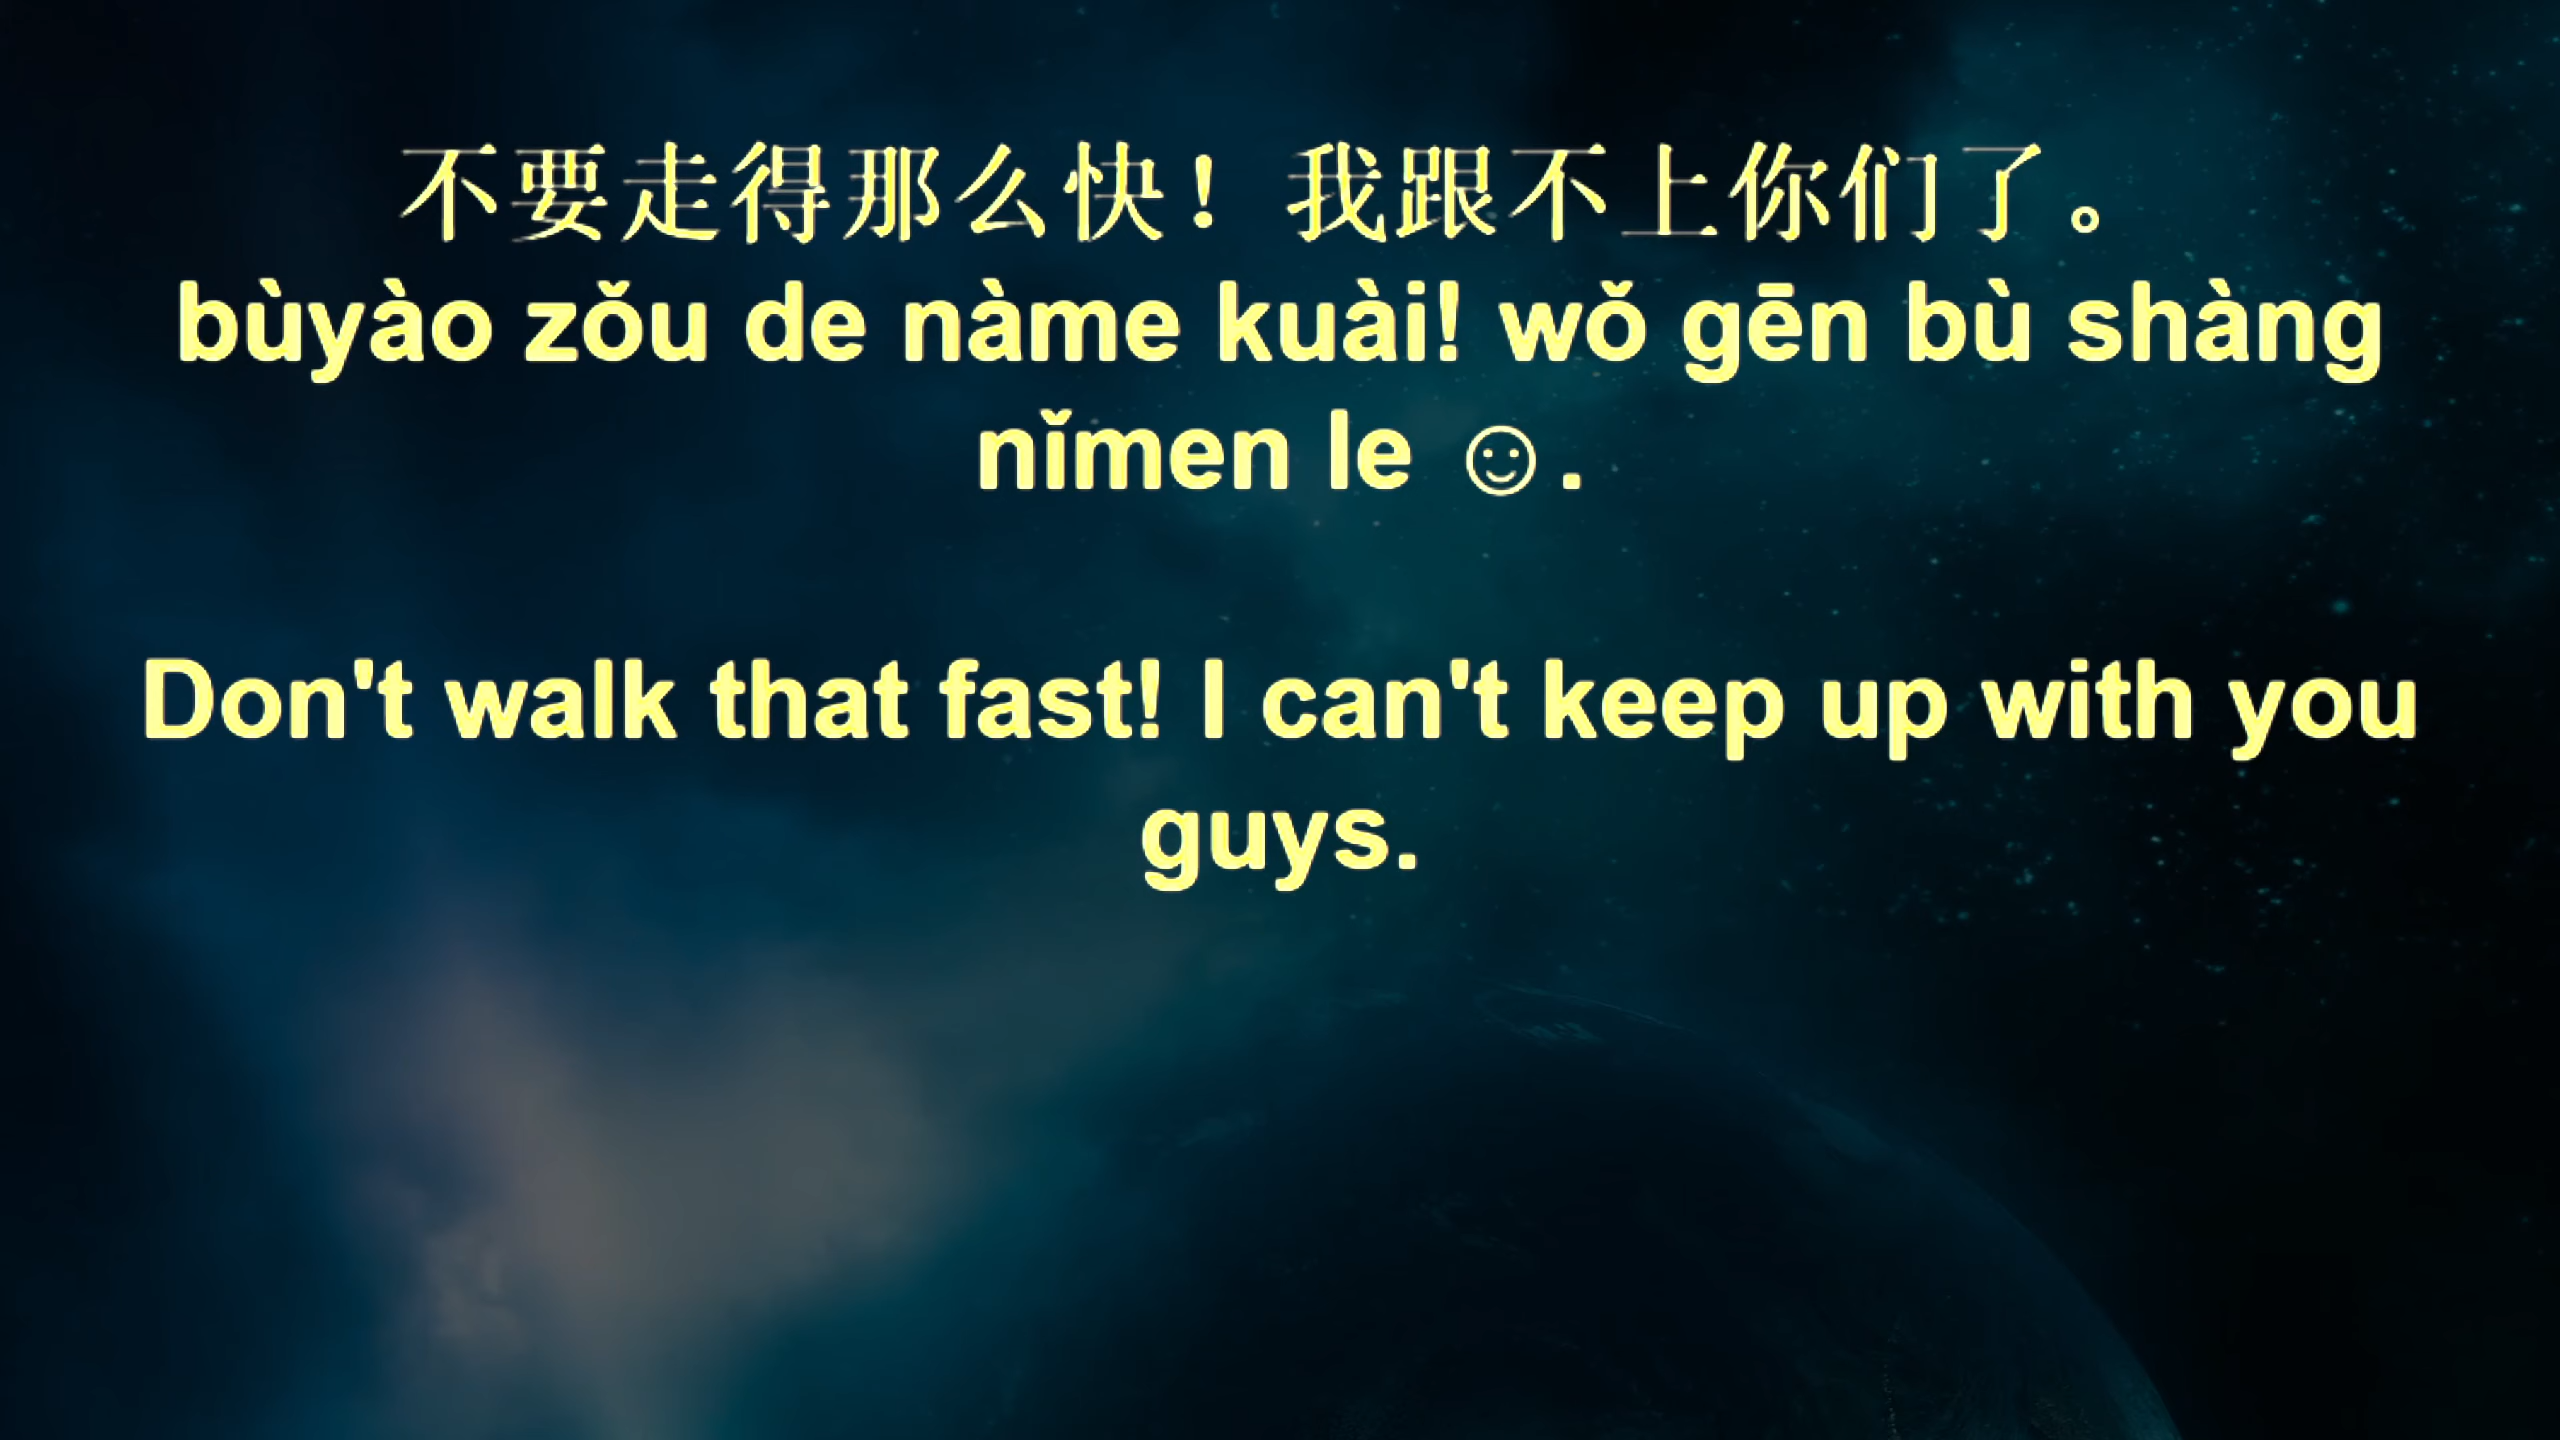 不要走得那么快！我跟不上你们了。
bùyào zǒu de nàme kuài! wǒ gēn bù shàng
nǐmen le ☺.
Don't walk that fast! I can't keep up with you
guys.